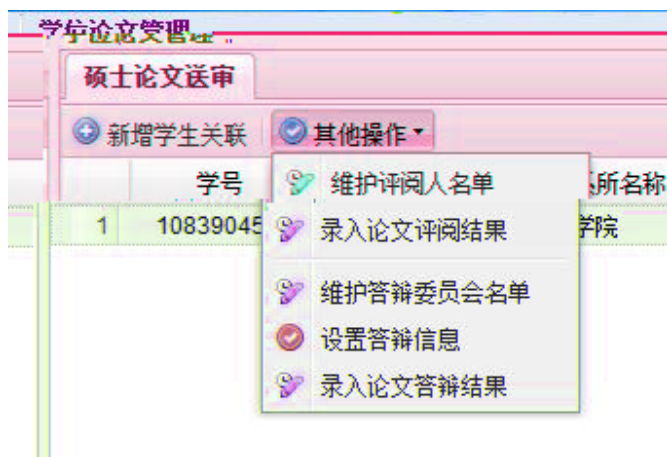 学位论文管理
硕士论文送审
新增学生关联 其他操作
学号 系所名称
维护评阅人名单
1 10839045 学院
录入论文评阅结果
维护答辩委员会名单
设置答辩信息
录入论文答辩结果